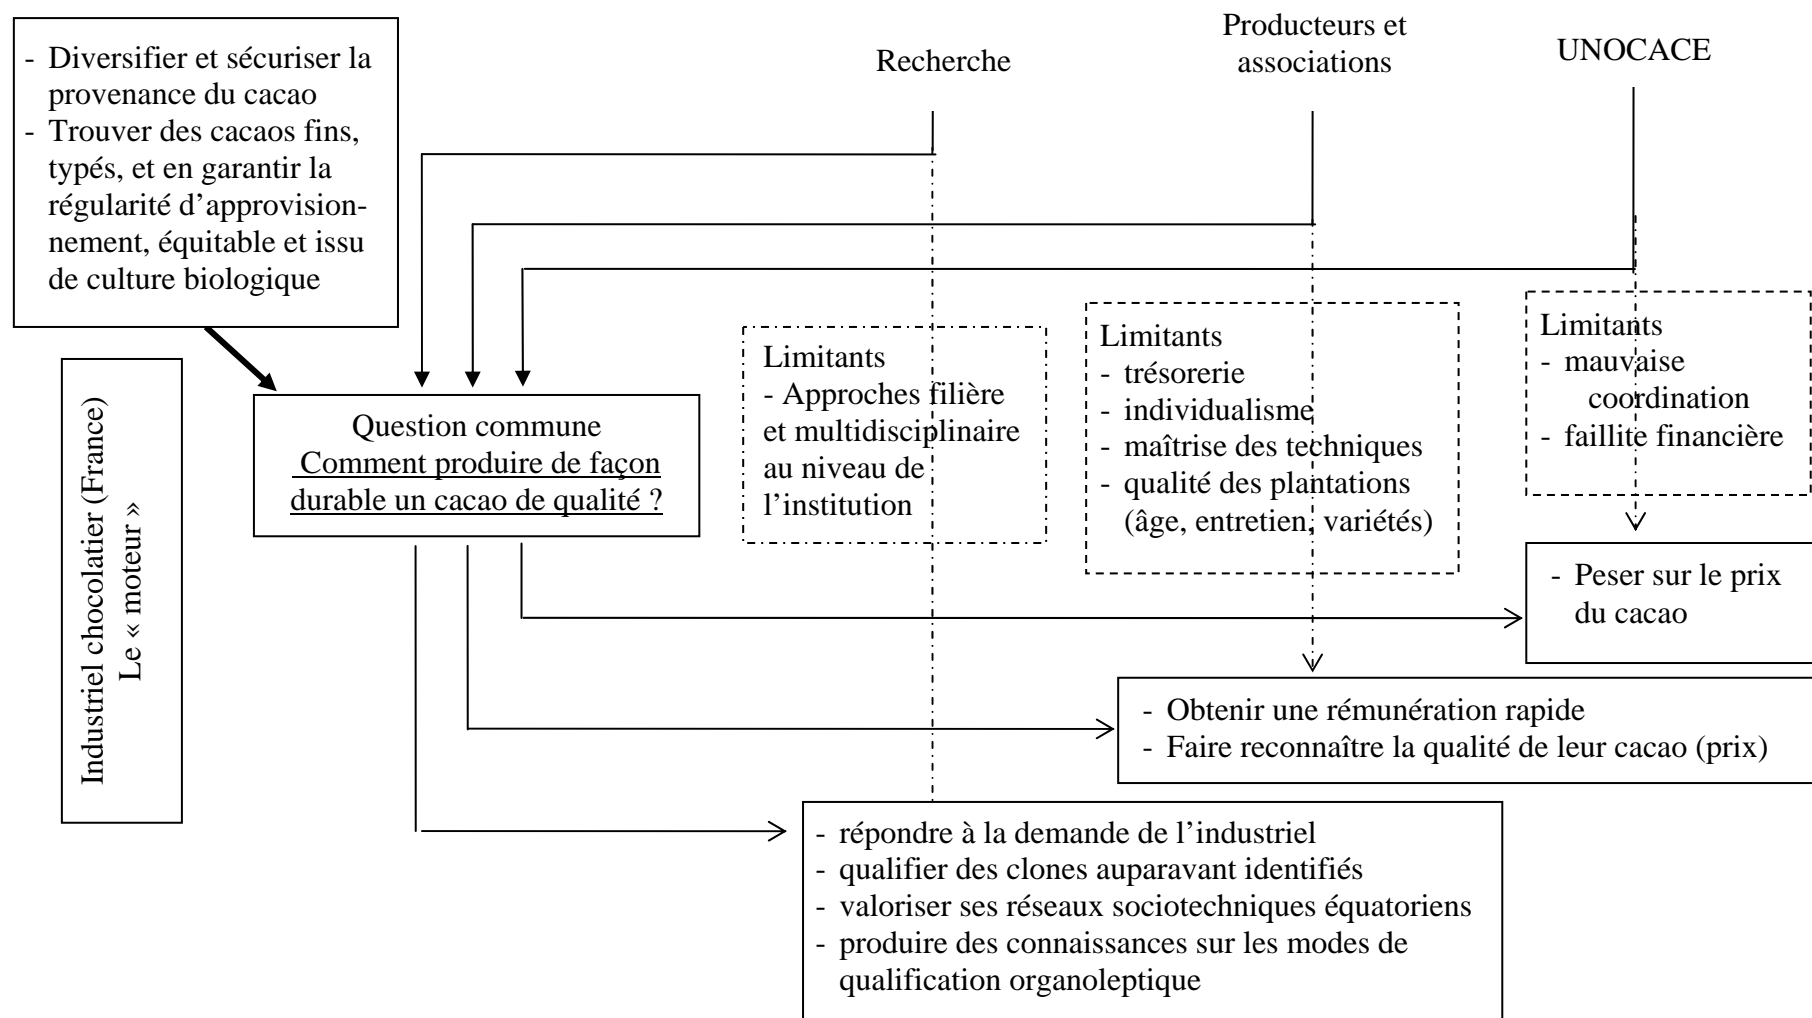 - Diversifier et sécuriser la
provenance du cacao
- Trouver des cacaos fins,
typés, et en garantir la
régularité d’approvision-
nement, équitable et issu
de culture biologique
Recherche
Producteurs et
associations
UNOCACE
Industriel chocolatier (France)
Le « moteur »
Question commune
Comment produire de façon
durable un cacao de qualité ?
Limitants
- Approches filière
et multidisciplinaire
au niveau de
l’institution
Limitants
- trésorerie
- individualisme
- maîtrise des techniques
- qualité des plantations
(âge, entretien, variétés)
Limitants
- mauvaise
coordination
- faillite financière
- Peser sur le prix
du cacao
- Obtenir une rémunération rapide
- Faire reconnaître la qualité de leur cacao (prix)
- répondre à la demande de l’industriel
- qualifier des clones auparavant identifiés
- valoriser ses réseaux sociotechniques équatoriens
- produire des connaissances sur les modes de
qualification organoleptique